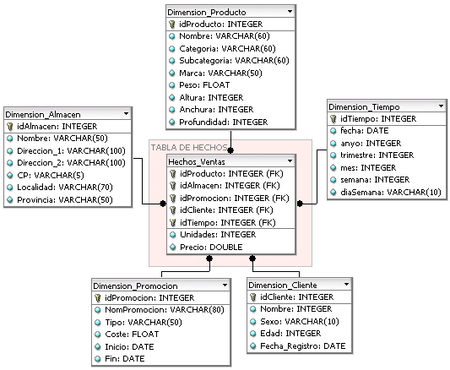 Dimension_Producto
idProducto: INTEGER
Nombre: VARCHAR(60)
Categoria: VARCHAR(60)
Subcategoria: VARCHAR(60)
Marca: VARCHAR(50)
Peso: FLOAT
Altura: INTEGER
Anchura: INTEGER
Profundidad: INTEGER
Dimension_Almacen
idAlmacen: INTEGER
Nombre: VARCHAR(50)
Direccion_1: VARCHAR(100)
Direccion_2: VARCHAR(100)
CP: VARCHAR(5)
Localidad: VARCHAR(70)
Provincia: VARCHAR(50)
TABLA DE HECHOS
Hechos_Ventas
idProducto: INTEGER (FK)
idAlmacen: INTEGER (FK)
idPromocion: INTEGER (FK)
idCliente: INTEGER (FK)
idTiempo: INTEGER (FK)
Unidades: INTEGER
Precio: DOUBLE
Dimension_Tiempo
idTiempo: INTEGER
fecha: DATE
anyo: INTEGER
trimestre: INTEGER
mes: INTEGER
semana: INTEGER
diaSemana: VARCHAR(10)
Dimension_Promocion
idPromocion: INTEGER
NomPromocion: VARCHAR(80)
Tipo: VARCHAR(50)
Coste: FLOAT
Inicio: DATE
Fin: DATE
Dimension_Cliente
idCliente: INTEGER
Nombre: INTEGER
Sexo: VARCHAR(10)
Edad: INTEGER
Fecha_Registro: DATE